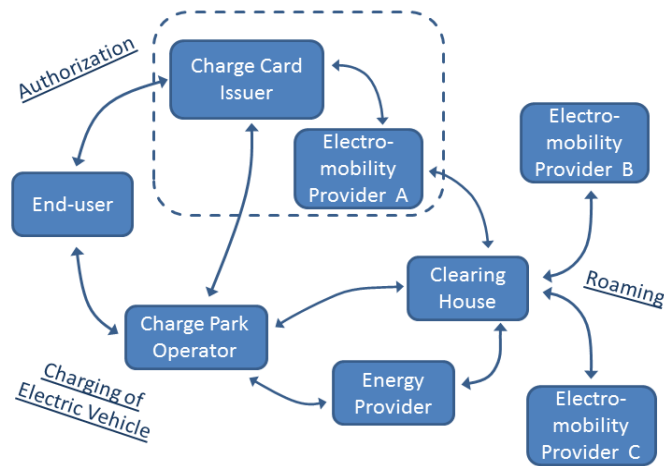 Authorization
Charge Card
Issuer
Electro-
mobility
Provider A
Electro-
mobility
Provider B
End-user
Clearing
House
Roaming
Charge Park
Operator
Charging of
Electric Vehicle
Energy
Provider
Electro-
mobility
Provider C